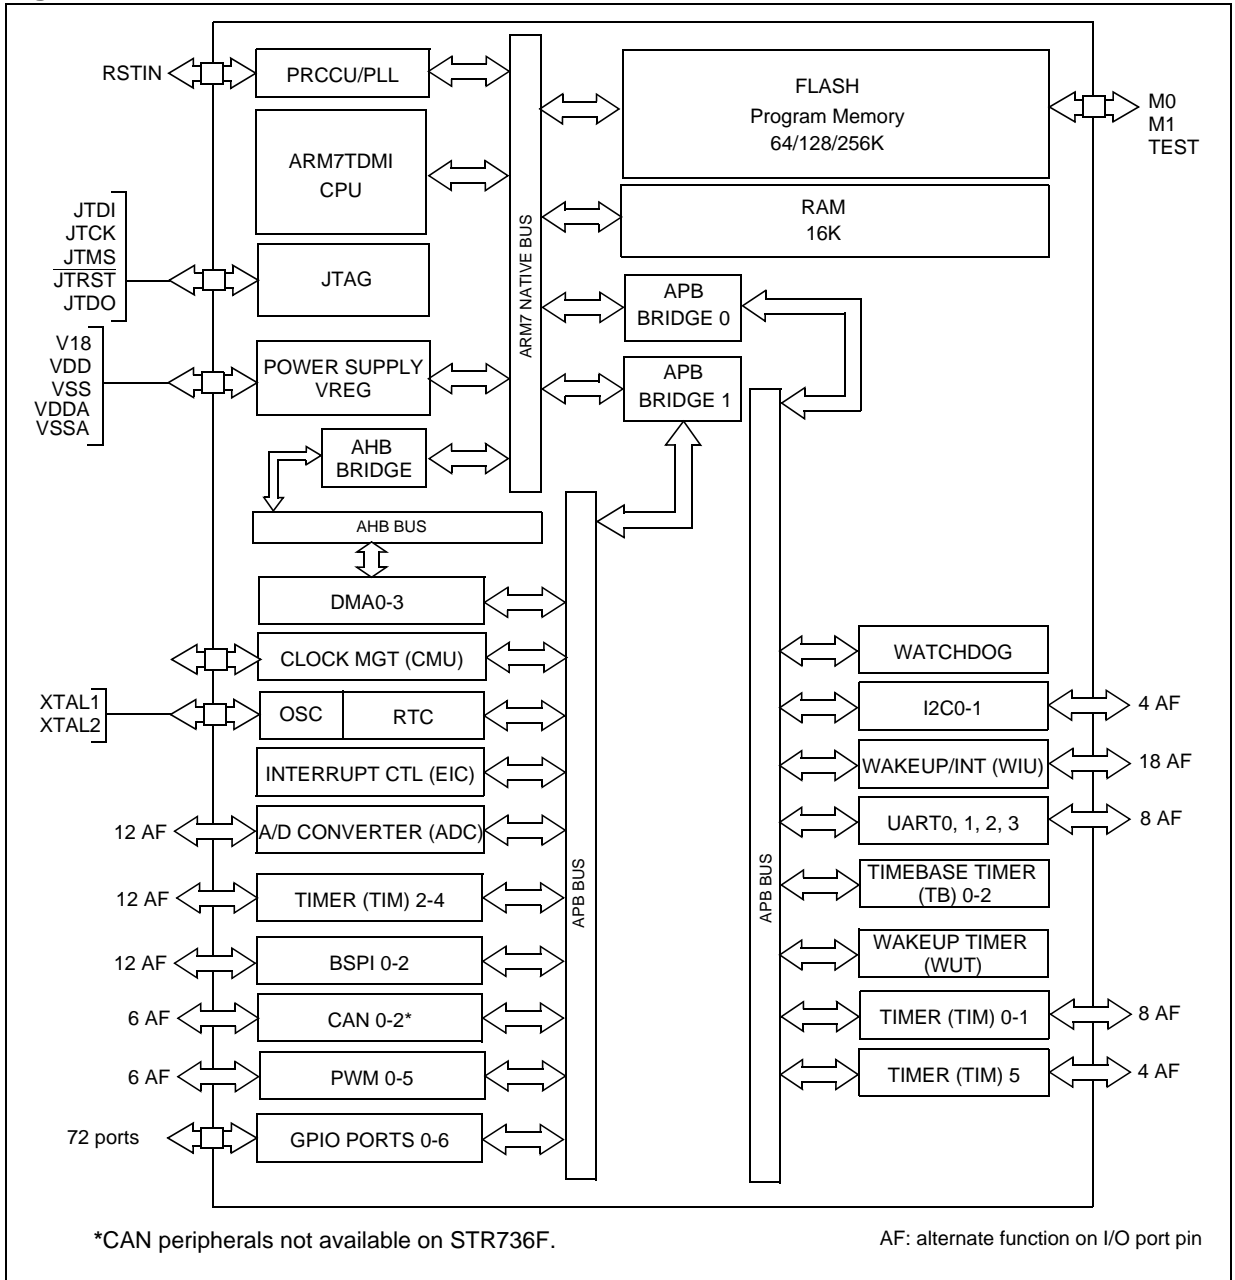 RSTIN
PRCCU/PLL
FLASH
Program Memory
64/128/256K
M0
M1
TEST
ARM7TDMI
CPU
RAM
16K
JTDI
JTCK
JTMS
JTRST
JTDO
JTAG
ARM7 NATIVE BUS
APB
BRIDGE 0
V18
VDD
VSS
VDDA
VSSA
POWER SUPPLY
VREG
APB
BRIDGE 1
AHB
BRIDGE
AHB BUS
DMA0-3
CLOCK MGT (CMU)
XTAL1
XTAL2
OSC
RTC
INTERRUPT CTL (EIC)
12 AF
A/D CONVERTER (ADC)
12 AF
TIMER (TIM) 2-4
12 AF
BSPI 0-2
6 AF
CAN 0-2*
6 AF
PWM 0-5
72 ports
GPIO PORTS 0-6
APB BUS
APB BUS
WATCHDOG
I2C0-1
4 AF
WAKEUP/INT (WIU)
18 AF
UART0, 1, 2, 3
8 AF
TIMEBASE TIMER
(TB) 0-2
WAKEUP TIMER
(WUT)
TIMER (TIM) 0-1
8 AF
TIMER (TIM) 5
4 AF
*CAN peripherals not available on STR736F.
AF: alternate function on I/O port pin